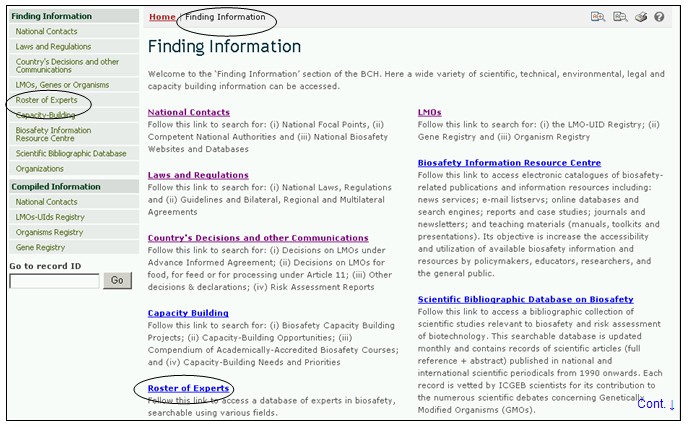 Finding Information
National Contacts
Laws and Regulations
Country's Decisions and other
Communications
LMOs, Genes or Organisms
Roster of Experts
Capacity-Building
Biosafety Information
Resource Centre
Scientific Bibliographic Database
Organizations
Compiled Information
National Contacts
LMOs-UIds Registry
Organisms Registry
Gene Registry
Go to record ID
Go
Home | Finding Information
Finding Information
Welcome to the 'Finding Information' section of the BCH. Here a wide variety of scientific, technical, environmental, legal and
capacity building information can be accessed.
National Contacts
Follow this link to search for: (i) National Focal Points, (ii)
Competent National Authorities and (iii) National Biosafety
Websites and Databases
Laws and Regulations
Follow this link to search for: (i) National Laws, Regulations
and (ii) Guidelines and Bilateral, Regional and Multilateral
Agreements
Country's Decisions and other Communications
Follow this link to search for: (i) Decisions on LMOs under
Advance Informed Agreement; (ii) Decisions on LMOs for
food, for feed or for processing under Article 11; (iii) Other
decisions & declarations; (iv) Risk Assessment Reports
Capacity Building
Follow this link to search for: (i) Biosafety Capacity Building
Projects; (ii) Capacity-Building Opportunities; (iii)
Compendium of Academically-Accredited Biosafety Courses;
and (iv) Capacity-Building Needs and Priorities
Roster of Experts
Follow this link to access a database of experts in biosafety,
searchable using various fields.
LMOs
Follow this link to search for: (i) the LMO-UID Registry; (ii)
Gene Registry and (iii) Organism Registry
Biosafety Information Resource Centre
Follow this link to access electronic catalogues of biosafety-
related publications and information resources including:
news services; e-mail listservs; online databases and
search engines; reports and case studies; journals and
newsletters; and teaching materials (manuals, toolkits and
presentations). Its objective is increase the accessibility
and utilization of available biosafety information and
resources by policymakers, educators, researchers, and
the general public.
Scientific Bibliographic Database on Biosafety
Follow this link to access a bibliographic collection of
scientific studies relevant to biosafety and risk assessment
of biotechnology. This searchable database is updated
monthly and contains records of scientific articles (full
reference + abstract) published in national and
international scientific periodicals from 1990 onwards. Each
record is vetted by ICGEB scientists for its contribution to
the numerous scientific debates concerning Genetically
Modified Organisms (GMOs).
Cont. ↓